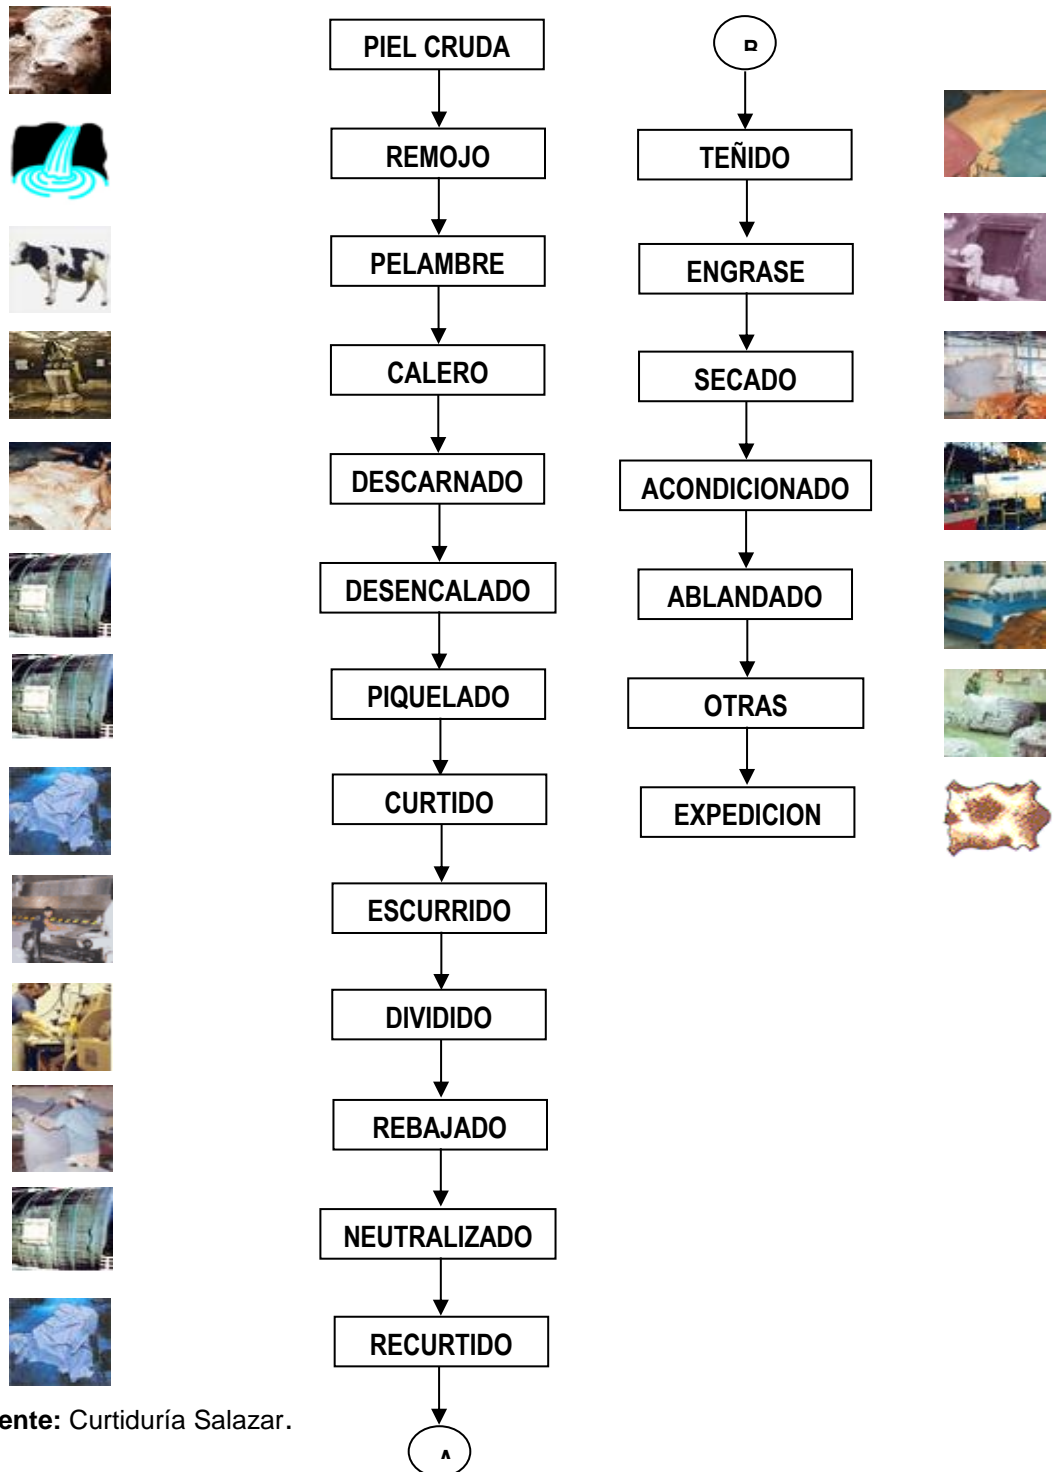 PIEL CRUDA
REMOJO
PELAMBRE
CALERO
DESCARNADO
DESENCALADO
PIQUELADO
CURTIDO
ESCURRIDO
DIVIDIDO
REBAJADO
NEUTRALIZADO
RECURTIDO
A
B
TEÑIDO
ENGRASE
SECADO
ACONDICIONADO
ABLANDADO
OTRAS
EXPEDICION
ente: Curtiduría Salazar.